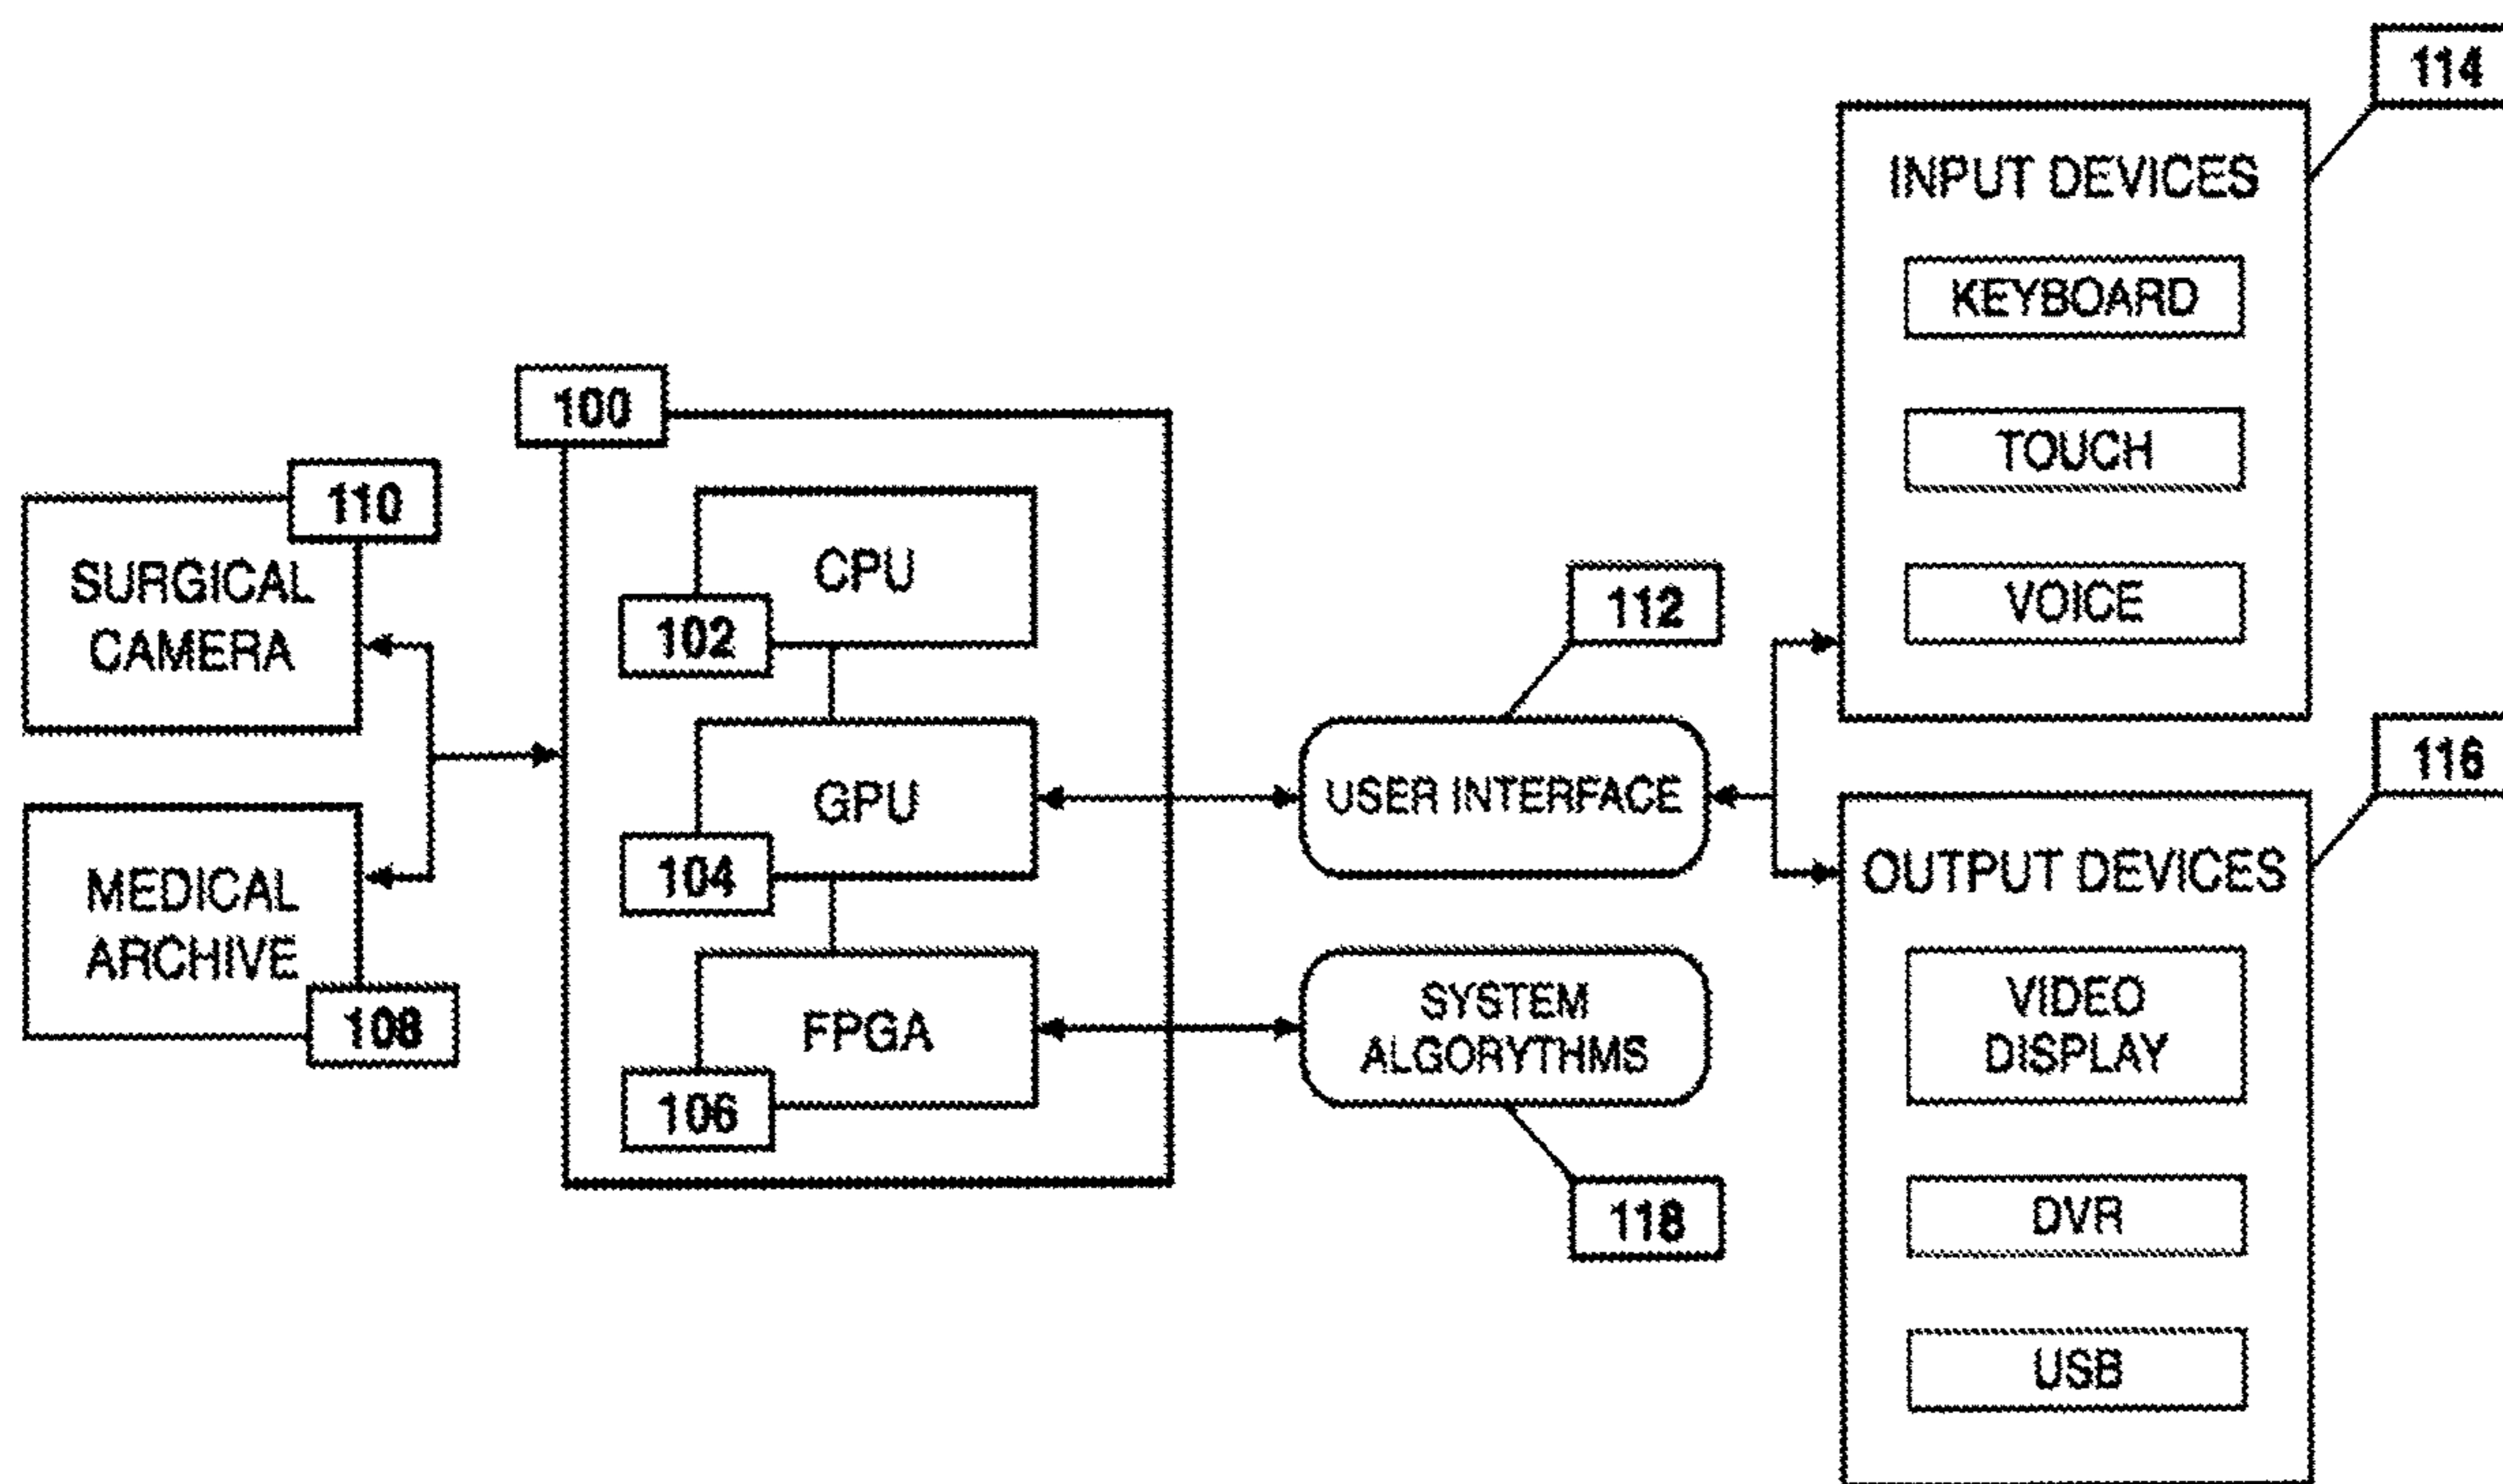 110
SURGICAL
CAMERA
MEDICAL
ARCHIVE
108
100
CPU
102
GPU
104
FPGA
106
112
USER INTERFACE
SYSTEM
ALGORYTHMS
118
114
INPUT DEVICES
KEYBOARD
TOUCH
VOICE
116
OUTPUT DEVICES
VIDEO
DISPLAY
DVR
USB